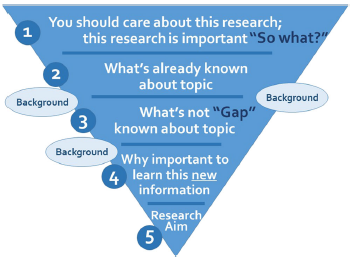 1 You should care about this research;
this research is important "So what?"
2 What's already known
about topic
Background
Background
3 What's not "Gap"
known about topic
Background
Why important to
4 learn this new
information
Research
Aim
5